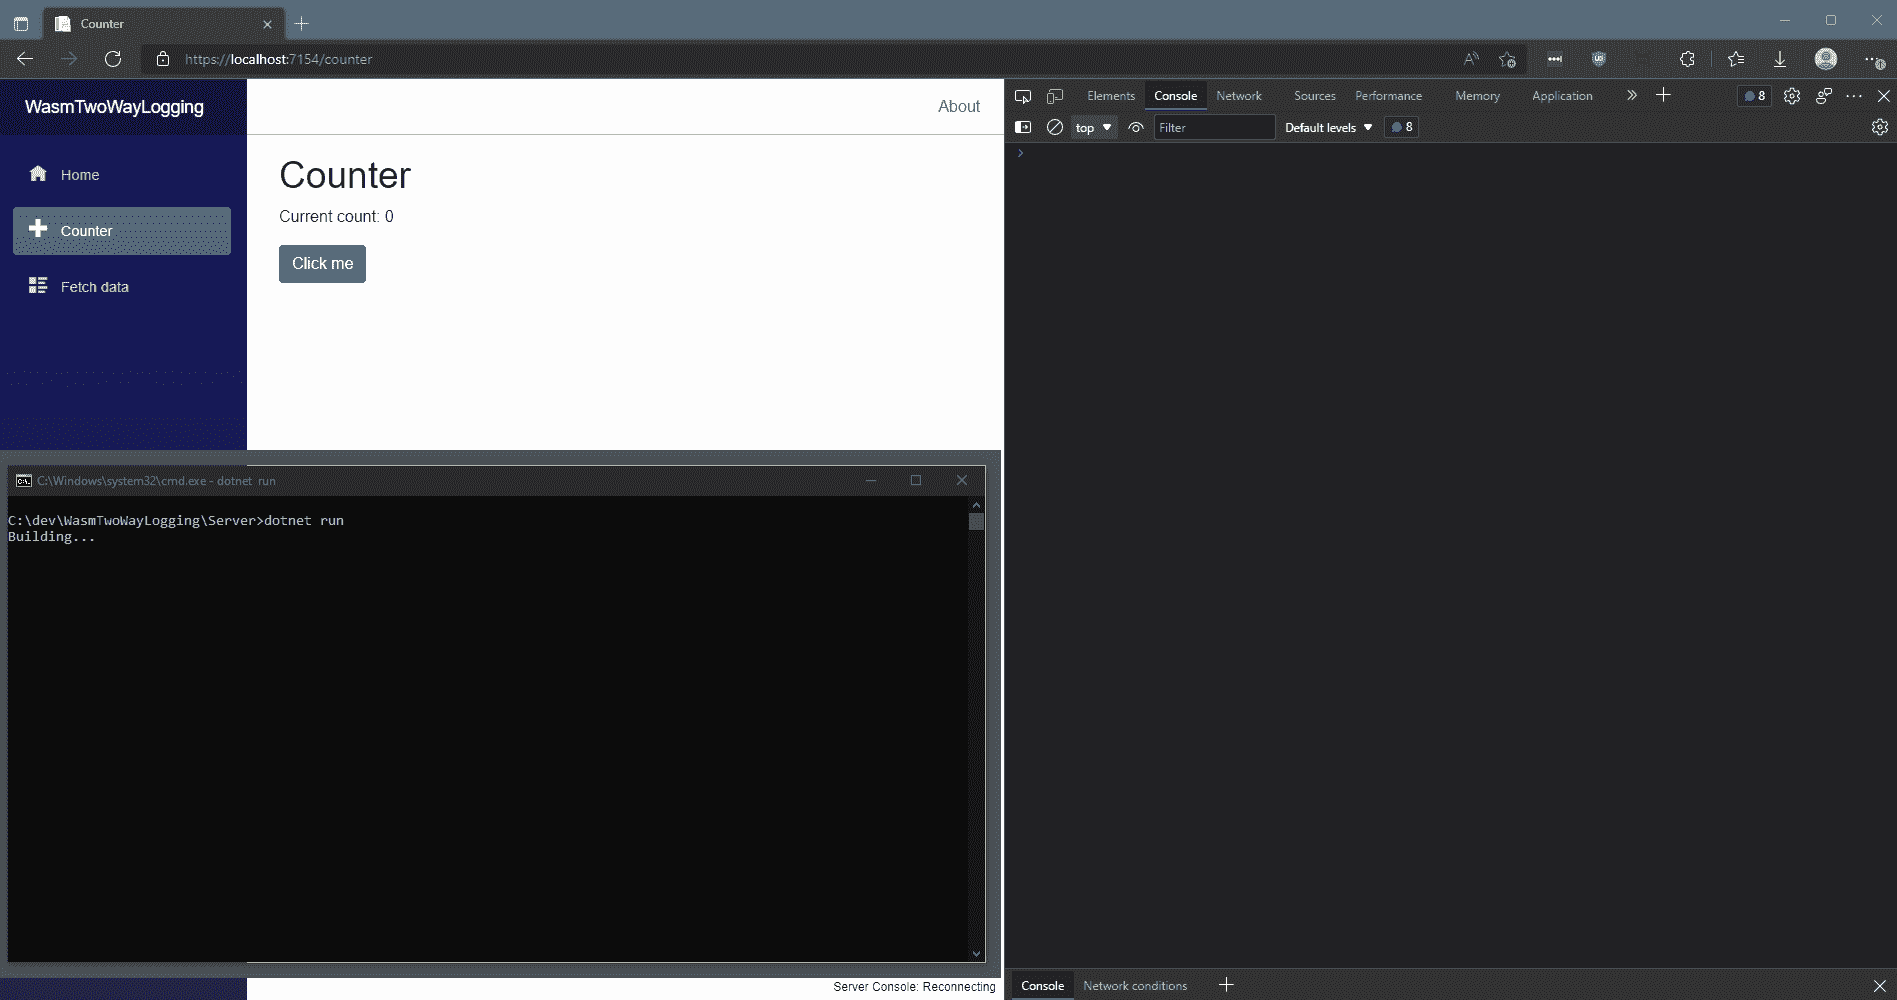 Counter
https://localhost:7154/counter
WasmTwoWayLogging
About
Home
Counter
Fetch data
Counter
Current count: 0
Click me
Elements Console Network Sources Performance Memory Application 8
top Filter Default levels 8
C:\Windows\system32\cmd.exe - dotnet run
C:\dev\WasmTwoWayLogging\Server>dotnet run
Building...
Server Console: Reconnecting
Console Network conditions